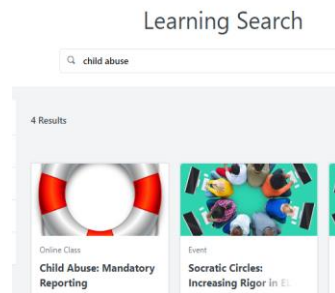 Learning Search
child abuse
4 Results
Online Class
Child Abuse: Mandatory
Reporting
Event
Socratic Circles:
Increasing Rigor in